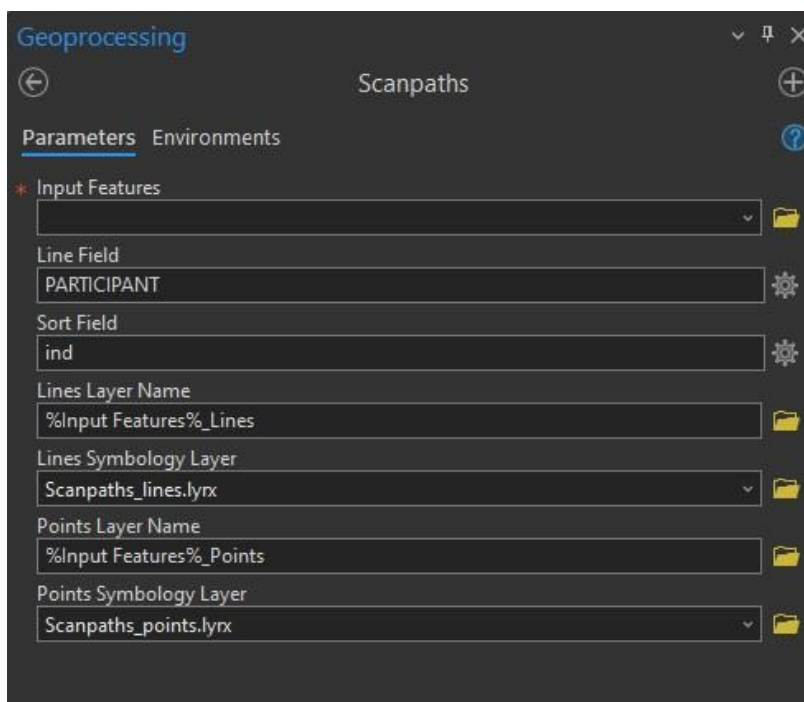 Geoprocessing
Scanpaths
Parameters Environments
* Input Features
Line Field
PARTICIPANT
Sort Field
ind
Lines Layer Name
%Input Features%_Lines
Lines Symbology Layer
Scanpaths_lines.lyrx
Points Layer Name
%Input Features%_Points
Points Symbology Layer
Scanpaths_points.lyrx